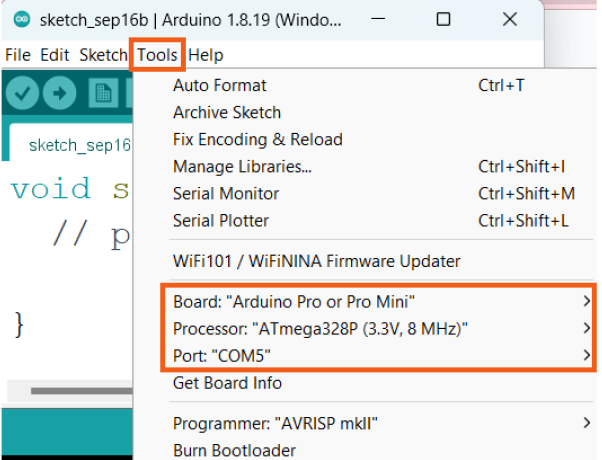 sketch_sep16b | Arduino 1.8.19 (Windo...
File Edit Sketch Tools Help
Auto Format Ctrl+T
Archive Sketch
sketch_sep16
Fix Encoding & Reload
Manage Libraries... Ctrl+Shift+I
void s
Serial Monitor Ctrl+Shift+M
Serial Plotter Ctrl+Shift+L
// p
WiFi101 / WiFiNINA Firmware Updater
Board: "Arduino Pro or Pro Mini"
Processor: "ATmega328P (3.3V, 8 MHz)"
}
Port: "COM5"
Get Board Info
Programmer: "AVRISP mkII"
Burn Bootloader